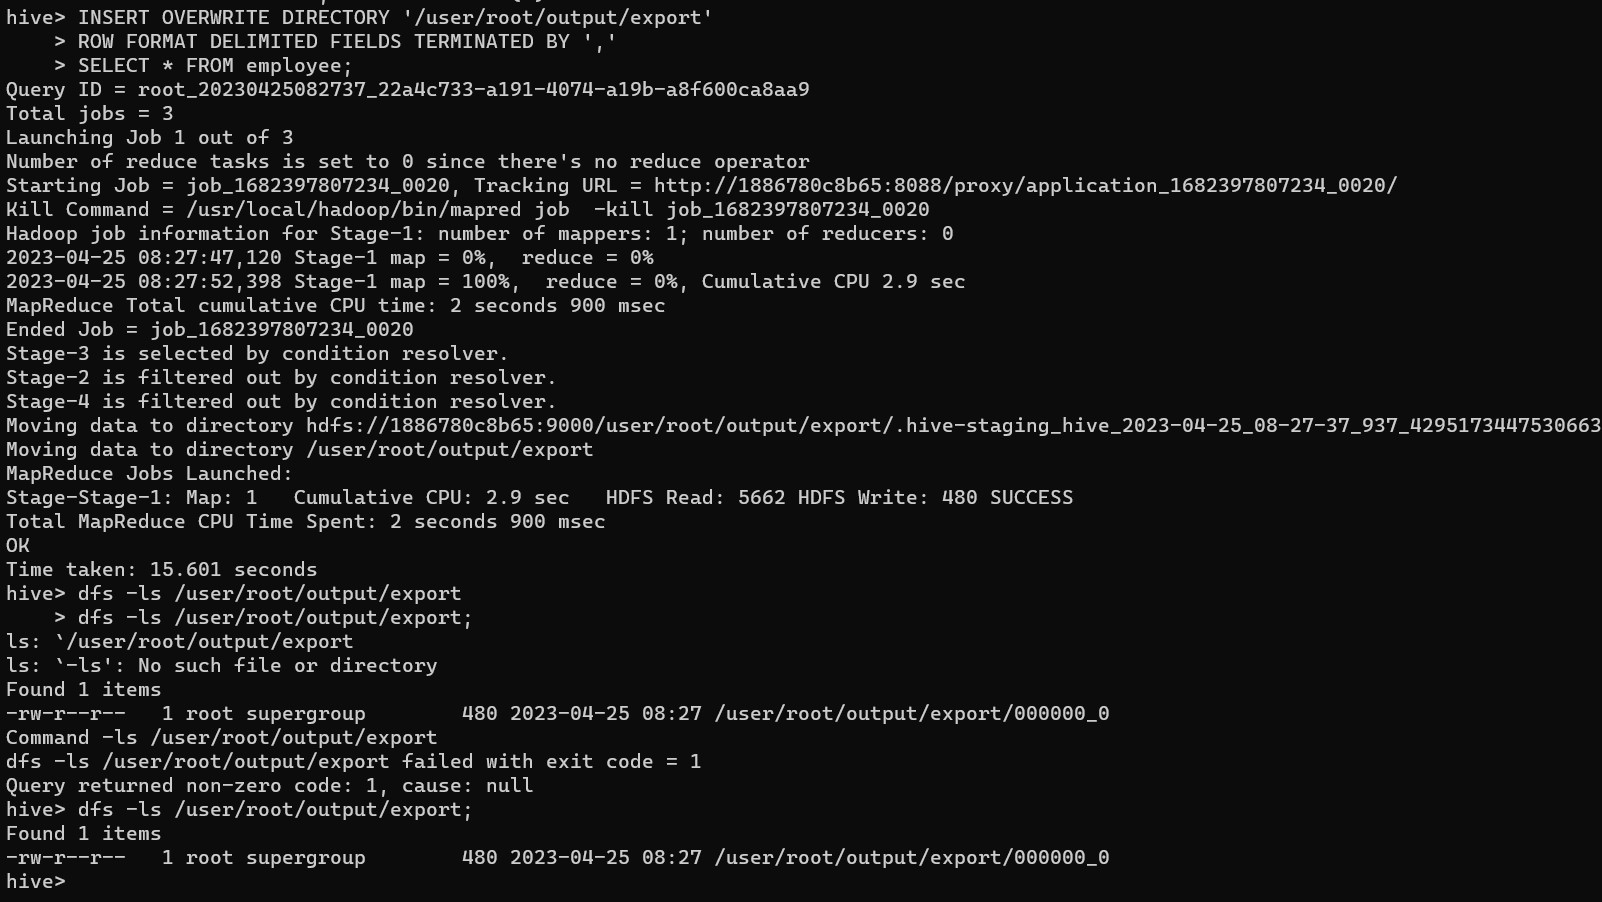 hive> INSERT OVERWRITE DIRECTORY '/user/root/output/export'
    > ROW FORMAT DELIMITED FIELDS TERMINATED BY ','
    > SELECT * FROM employee;
Query ID = root_20230425082737_22a4c733-a191-4074-a19b-a8f600ca8aa9
Total jobs = 3
Launching Job 1 out of 3
Number of reduce tasks is set to 0 since there's no reduce operator
Starting Job = job_1682397807234_0020, Tracking URL = http://1886780c8b65:8088/proxy/application_1682397807234_0020/
Kill Command = /usr/local/hadoop/bin/mapred job  -kill job_1682397807234_0020
Hadoop job information for Stage-1: number of mappers: 1; number of reducers: 0
2023-04-25 08:27:47,120 Stage-1 map = 0%,  reduce = 0%
2023-04-25 08:27:52,398 Stage-1 map = 100%,  reduce = 0%, Cumulative CPU 2.9 sec
MapReduce Total cumulative CPU time: 2 seconds 900 msec
Ended Job = job_1682397807234_0020
Stage-3 is selected by condition resolver.
Stage-2 is filtered out by condition resolver.
Stage-4 is filtered out by condition resolver.
Moving data to directory hdfs://1886780c8b65:9000/user/root/output/export/.hive-staging_hive_2023-04-25_08-27-37_937_4295173447530663
Moving data to directory /user/root/output/export
MapReduce Jobs Launched:
Stage-Stage-1: Map: 1   Cumulative CPU: 2.9 sec   HDFS Read: 5662 HDFS Write: 480 SUCCESS
Total MapReduce CPU Time Spent: 2 seconds 900 msec
OK
Time taken: 15.601 seconds
hive> dfs -ls /user/root/output/export
    > dfs -ls /user/root/output/export;
ls: `/user/root/output/export
ls: `-ls': No such file or directory
Found 1 items
-rw-r--r--   1 root supergroup        480 2023-04-25 08:27 /user/root/output/export/000000_0
Command -ls /user/root/output/export
dfs -ls /user/root/output/export failed with exit code = 1
Query returned non-zero code: 1, cause: null
hive> dfs -ls /user/root/output/export;
Found 1 items
-rw-r--r--   1 root supergroup        480 2023-04-25 08:27 /user/root/output/export/000000_0
hive>